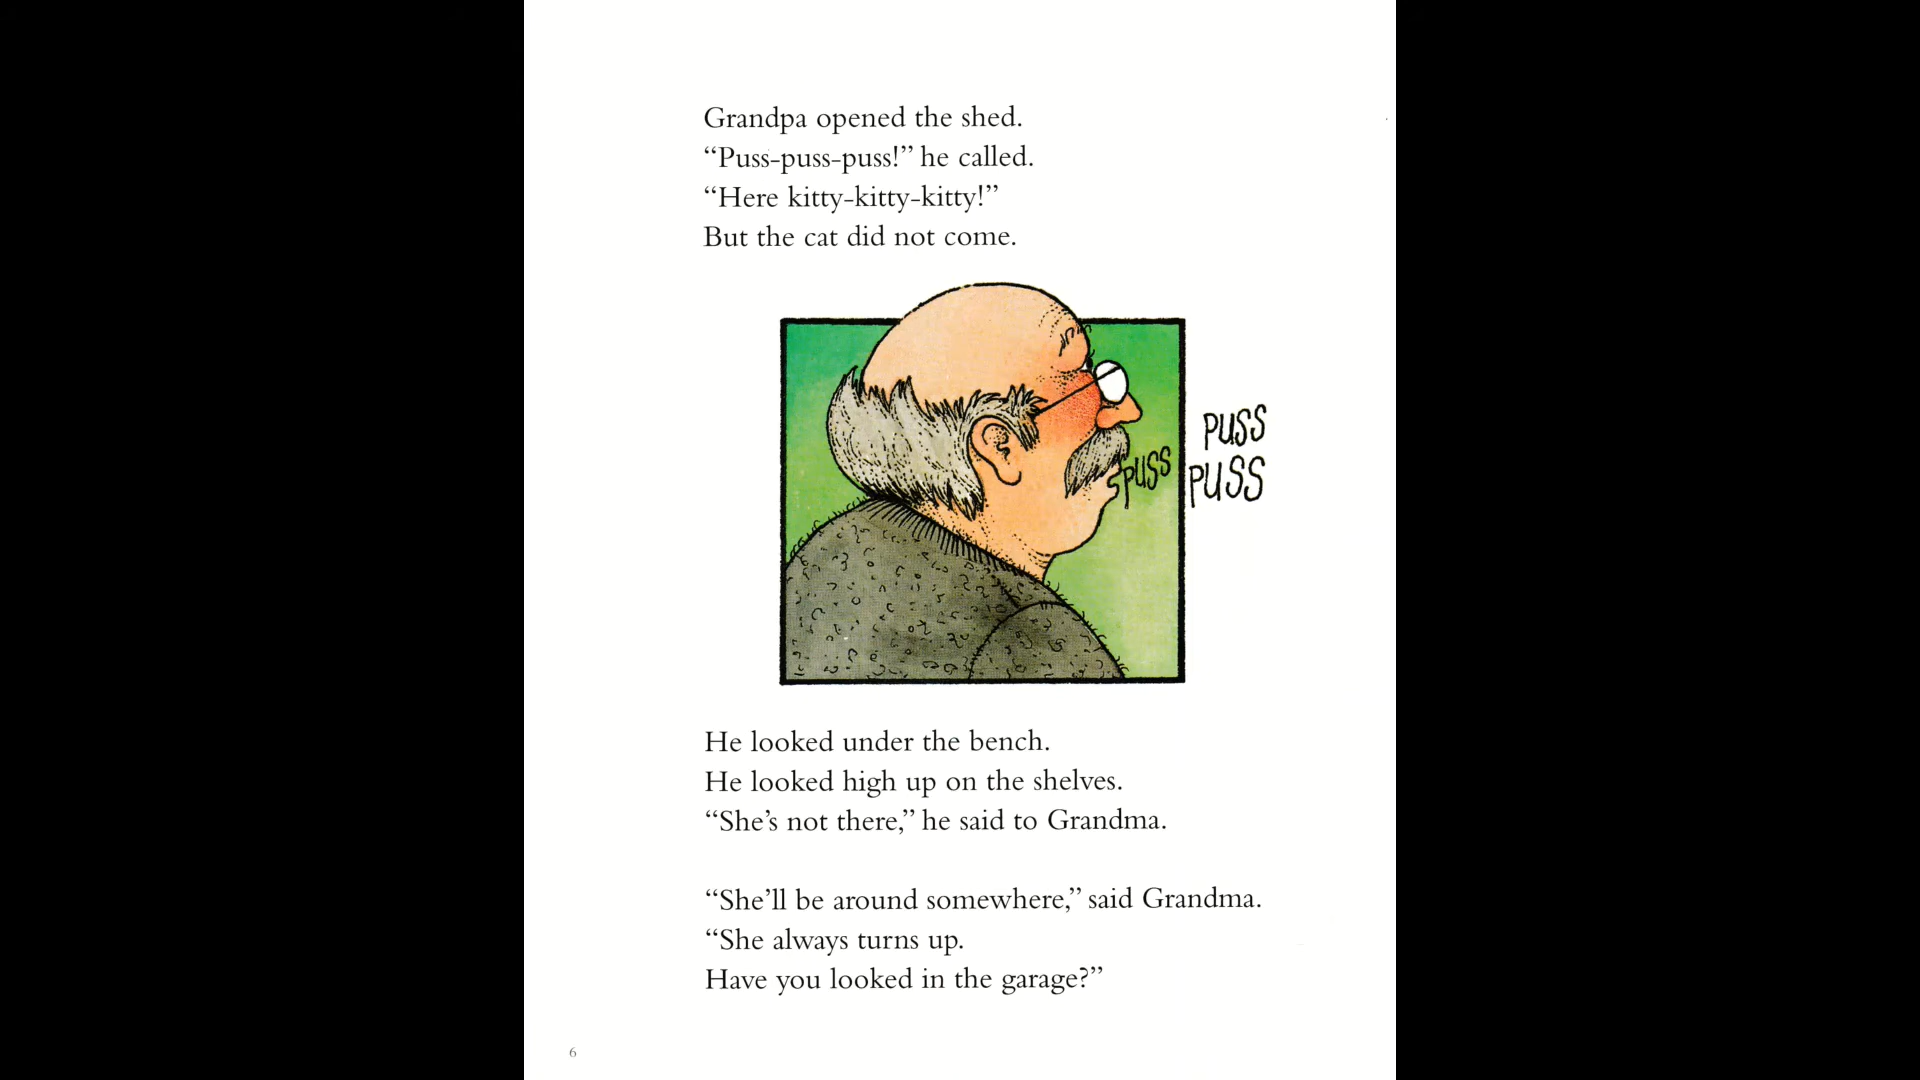 Grandpa opened the shed.
“Puss-puss-puss!” he called.
“Here kitty-kitty-kitty!”
But the cat did not come.
PUSS
PUSS
PUSS
He looked under the bench.
He looked high up on the shelves.
“She’s not there,” he said to Grandma.
“She’ll be around somewhere,” said Grandma.
“She always turns up.
Have you looked in the garage?”
6